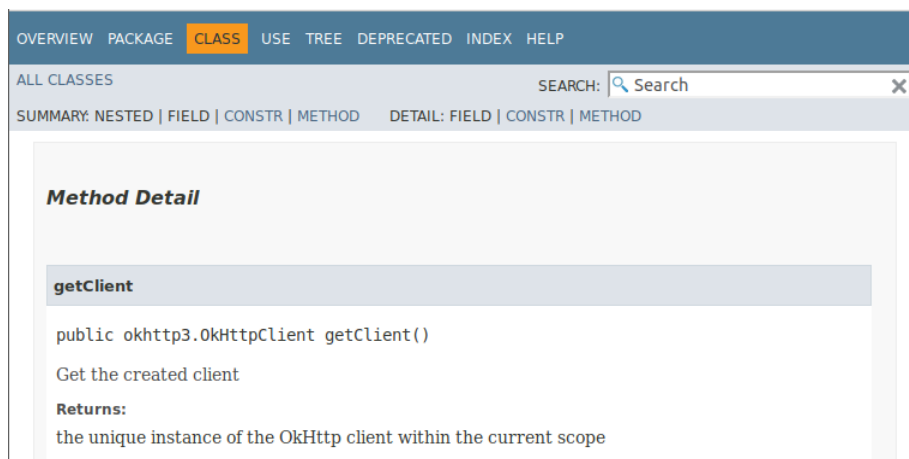 OVERVIEW PACKAGE CLASS USE TREE DEPRECATED INDEX HELP
ALL CLASSES SEARCH: Search
SUMMARY: NESTED | FIELD | CONSTR | METHOD DETAIL: FIELD | CONSTR | METHOD
Method Detail
getClient
public okhttp3.OkHttpClient getClient()
Get the created client
Returns:
the unique instance of the OkHttp client within the current scope